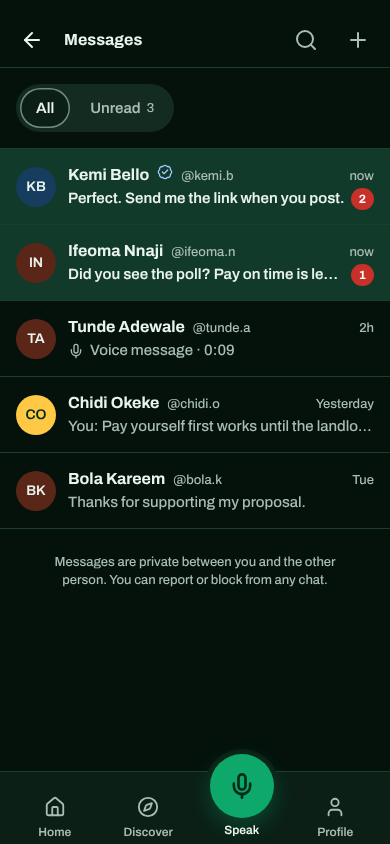 Messages
All
Unread 3
KB
Kemi Bello @kemi.b now
Perfect. Send me the link when you post. 2
IN
Ifeoma Nnaji @ifeoma.n now
Did you see the poll? Pay on time is le... 1
TA
Tunde Adewale @tunde.a 2h
Voice message · 0:09
CO
Chidi Okeke @chidi.o Yesterday
You: Pay yourself first works until the landlo...
BK
Bola Kareem @bola.k Tue
Thanks for supporting my proposal.
Messages are private between you and the other
person. You can report or block from any chat.
Home
Discover
Speak
Profile